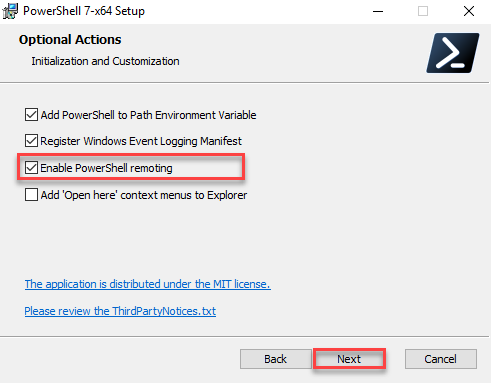 PowerShell 7-x64 Setup
Optional Actions
Initialization and Customization
Add PowerShell to Path Environment Variable
Register Windows Event Logging Manifest
Enable PowerShell remoting
Add 'Open here' context menus to Explorer
The application is distributed under the MIT license.
Please review the ThirdPartyNotices.txt
Back
Next
Cancel